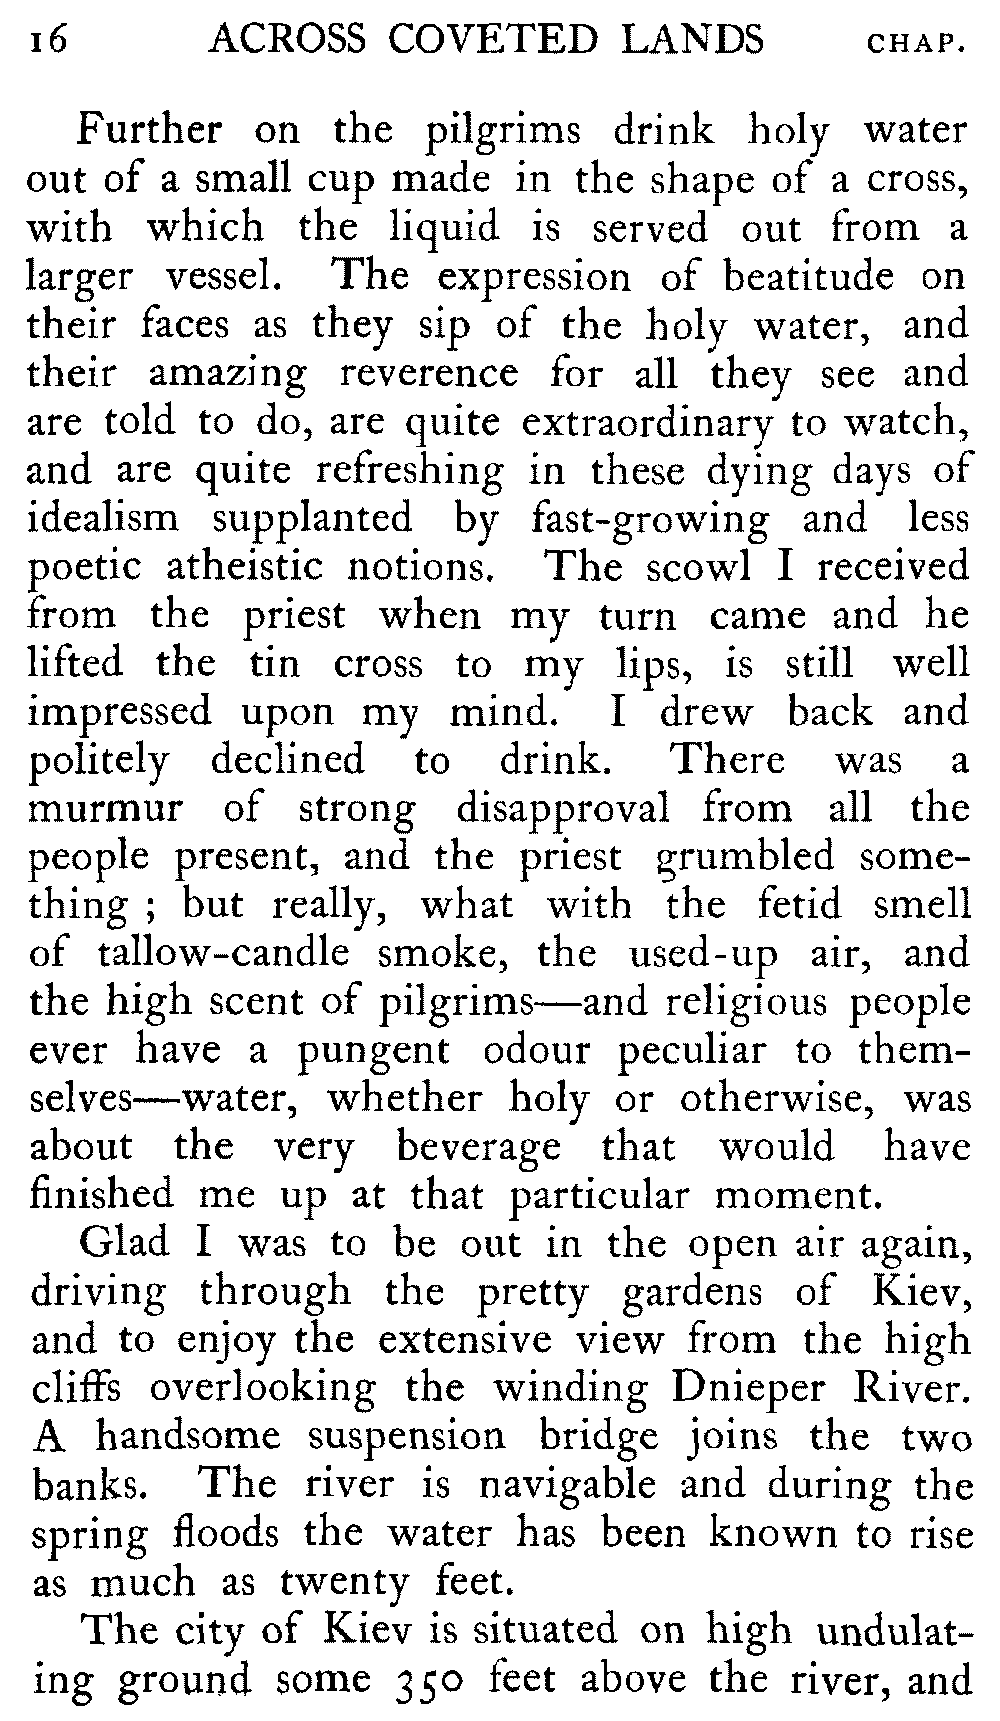 16 ACROSS COVETED LANDS CHAP.
Further on the pilgrims drink holy water
out of a small cup made in the shape of a cross,
with which the liquid is served out from a
larger vessel. The expression of beatitude on
their faces as they sip of the holy water, and
their amazing reverence for all they see and
are told to do, are quite extraordinary to watch,
and are quite refreshing in these dying days of
idealism supplanted by fast-growing and less
poetic atheistic notions. The scowl I received
from the priest when my turn came and he
lifted the tin cross to my lips, is still well
impressed upon my mind. I drew back and
politely declined to drink. There was a
murmur of strong disapproval from all the
people present, and the priest grumbled some-
thing ; but really, what with the fetid smell
of tallow-candle smoke, the used-up air, and
the high scent of pilgrims—and religious people
ever have a pungent odour peculiar to them-
selves—water, whether holy or otherwise, was
about the very beverage that would have
finished me up at that particular moment.
Glad I was to be out in the open air again,
driving through the pretty gardens of Kiev,
and to enjoy the extensive view from the high
cliffs overlooking the winding Dnieper River.
A handsome suspension bridge joins the two
banks. The river is navigable and during the
spring floods the water has been known to rise
as much as twenty feet.
The city of Kiev is situated on high undulat-
ing ground some 350 feet above the river, and